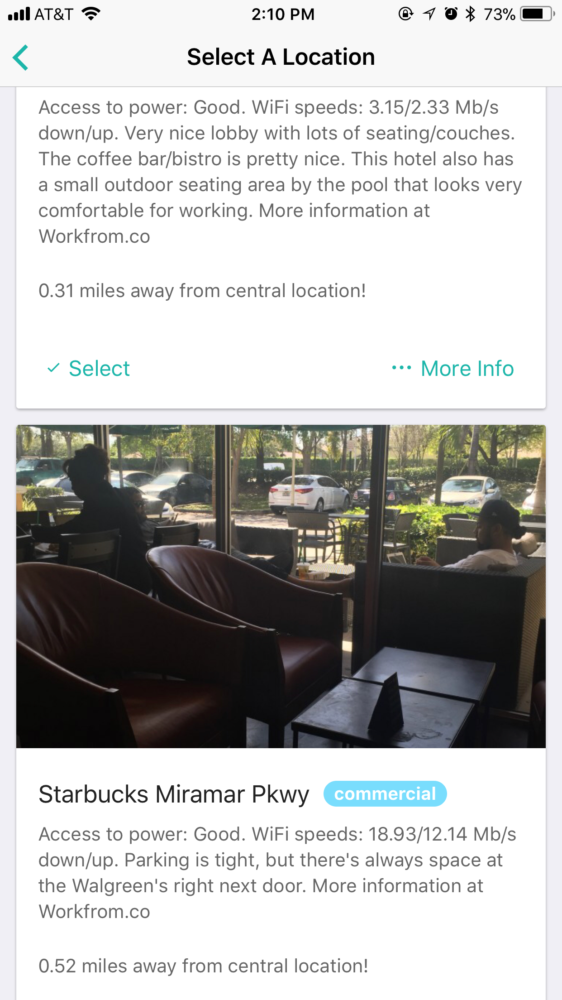 AT&T 2:10 PM 73%
Select A Location
Access to power: Good. WiFi speeds: 3.15/2.33 Mb/s
down/up. Very nice lobby with lots of seating/couches.
The coffee bar/bistro is pretty nice. This hotel also has
a small outdoor seating area by the pool that looks very
comfortable for working. More information at
Workfrom.co
0.31 miles away from central location!
Select ··· More Info
Starbucks Miramar Pkwy commercial
Access to power: Good. WiFi speeds: 18.93/12.14 Mb/s
down/up. Parking is tight, but there's always space at
the Walgreen's right next door. More information at
Workfrom.co
0.52 miles away from central location!